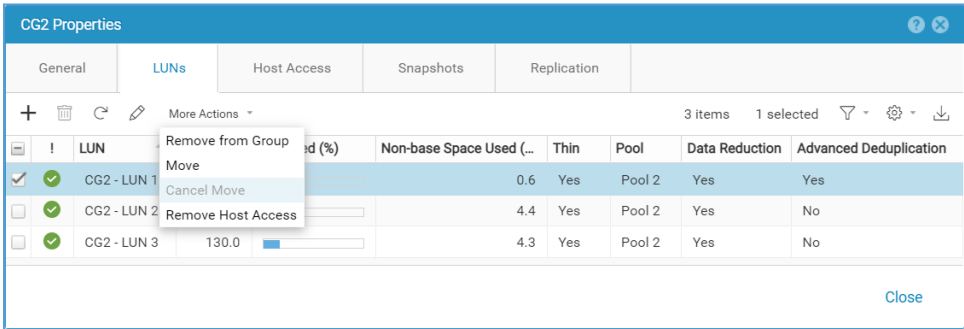 CG2 Properties
General LUNs Host Access Snapshots Replication
More Actions 3 items 1 selected
! LUN ed (%) Non-base Space Used (... Thin Pool Data Reduction Advanced Deduplication
Remove from Group
Move
Cancel Move
Remove Host Access
CG2 - LUN 1 0.6 Yes Pool 2 Yes Yes
CG2 - LUN 2 4.4 Yes Pool 2 Yes No
CG2 - LUN 3 130.0 4.3 Yes Pool 2 Yes No
Close